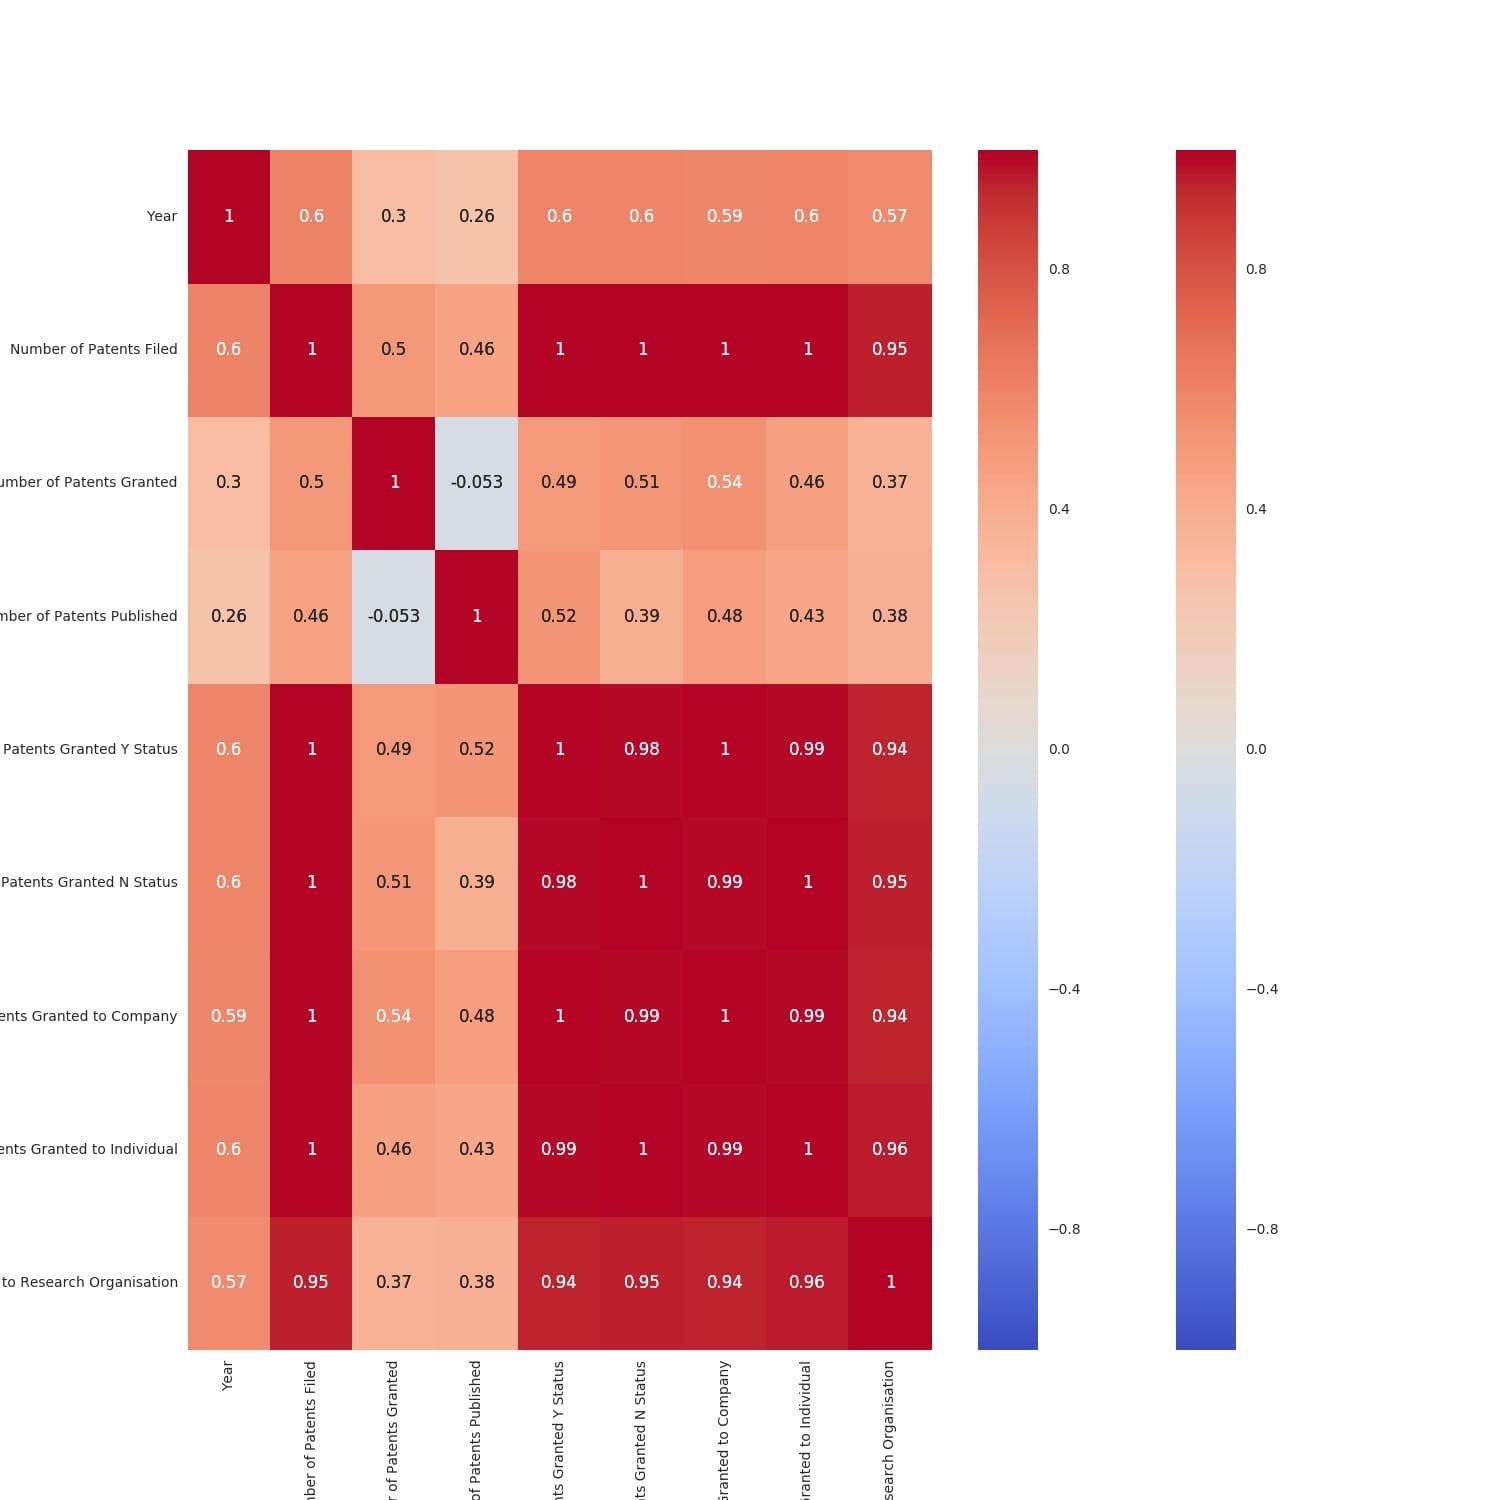 Year 1 0.6 0.3 0.26 0.6 0.6 0.59 0.6 0.57
0.8 0.8
Number of Patents Filed 0.6 1 0.5 0.46 1 1 1 1 0.95
umber of Patents Granted 0.3 0.5 1 -0.053 0.49 0.51 0.54 0.46 0.37
0.4 0.4
mber of Patents Published 0.26 0.46 -0.053 1 0.52 0.39 0.48 0.43 0.38
Patents Granted Y Status 0.6 1 0.49 0.52 1 0.98 1 0.99 0.94
0.0 0.0
Patents Granted N Status 0.6 1 0.51 0.39 0.98 1 0.99 1 0.95
−0.4 −0.4
ents Granted to Company 0.59 1 0.54 0.48 1 0.99 1 0.99 0.94
ents Granted to Individual 0.6 1 0.46 0.43 0.99 1 0.99 1 0.96
−0.8 −0.8
to Research Organisation 0.57 0.95 0.37 0.38 0.94 0.95 0.94 0.96 1
Year
mber of Patents Filed
r of Patents Granted
of Patents Published
nts Granted Y Status
nts Granted N Status
Granted to Company
Granted to Individual
search Organisation